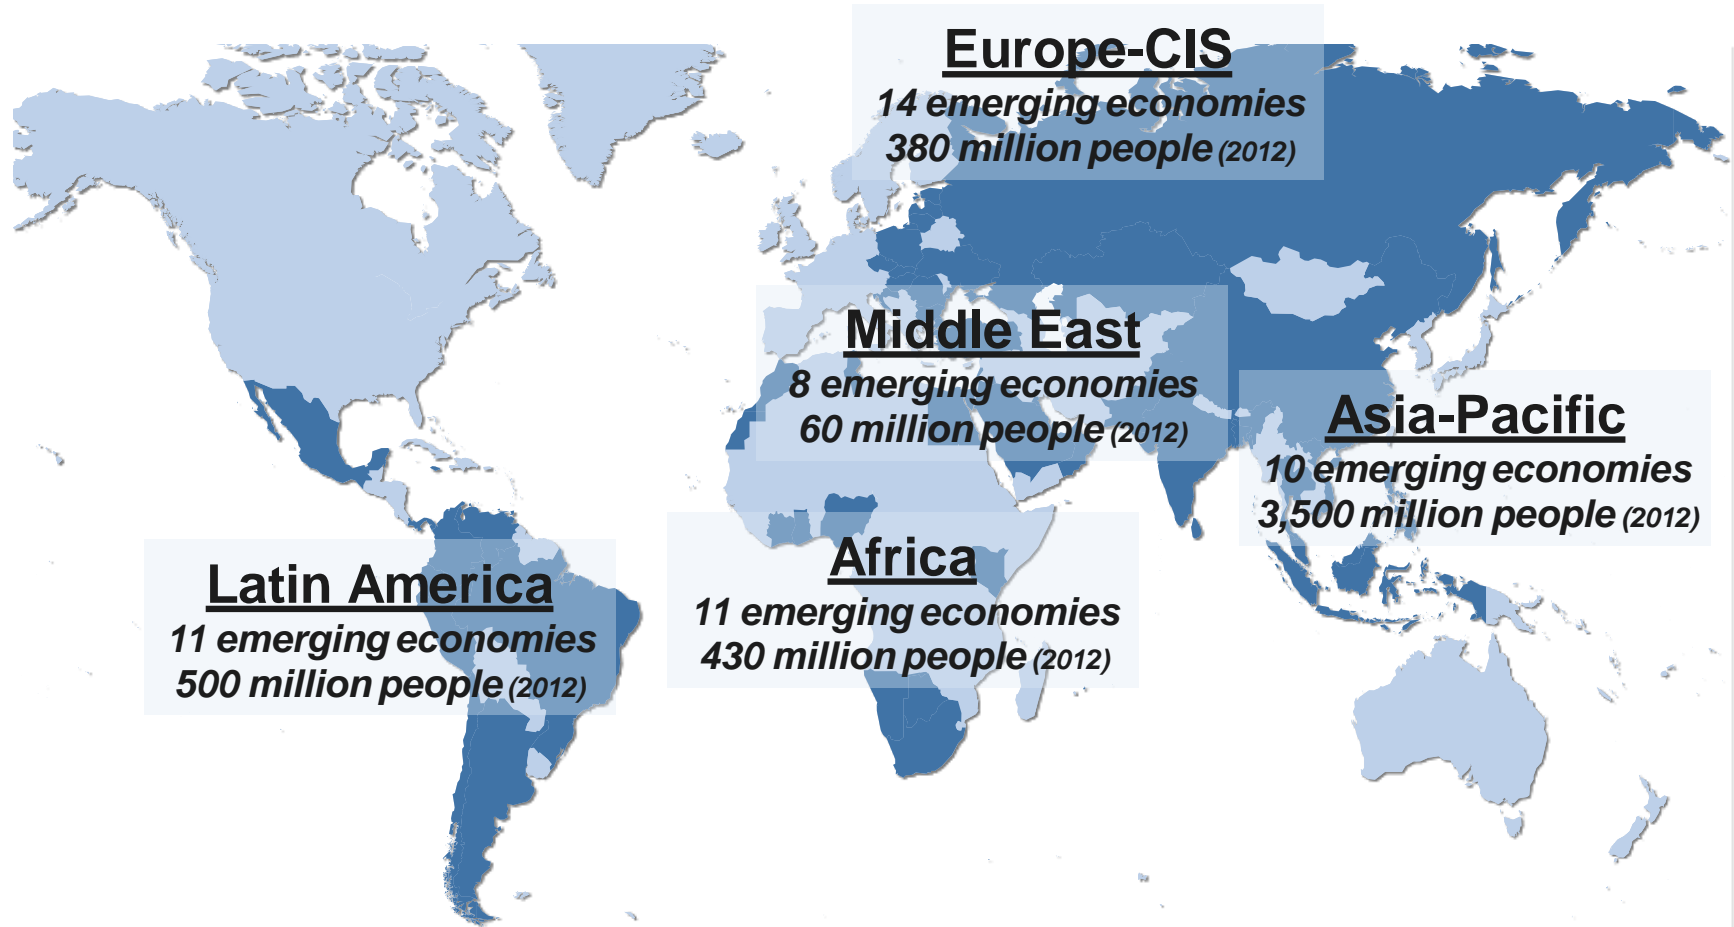 Europe-CIS
14 emerging economies
380 million people (2012)
Middle East
8 emerging economies
60 million people (2012)
Asia-Pacific
10 emerging economies
3,500 million people (2012)
Latin America
11 emerging economies
500 million people (2012)
Africa
11 emerging economies
430 million people (2012)